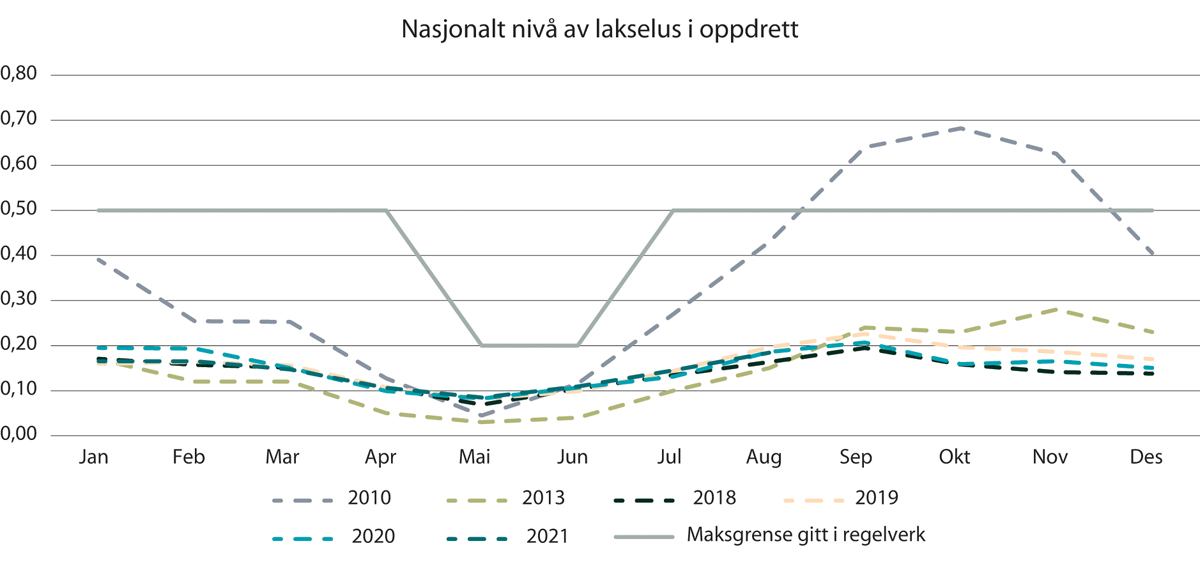 Nasjonalt nivå av lakselus i oppdrett
0,80
0,70
0,60
0,50
0,40
0,30
0,20
0,10
0,00
Jan Feb Mar Apr Mai Jun Jul Aug Sep Okt Nov Des
2010 2013 2018 2019
2020 2021 Maksgrense gitt i regelverk